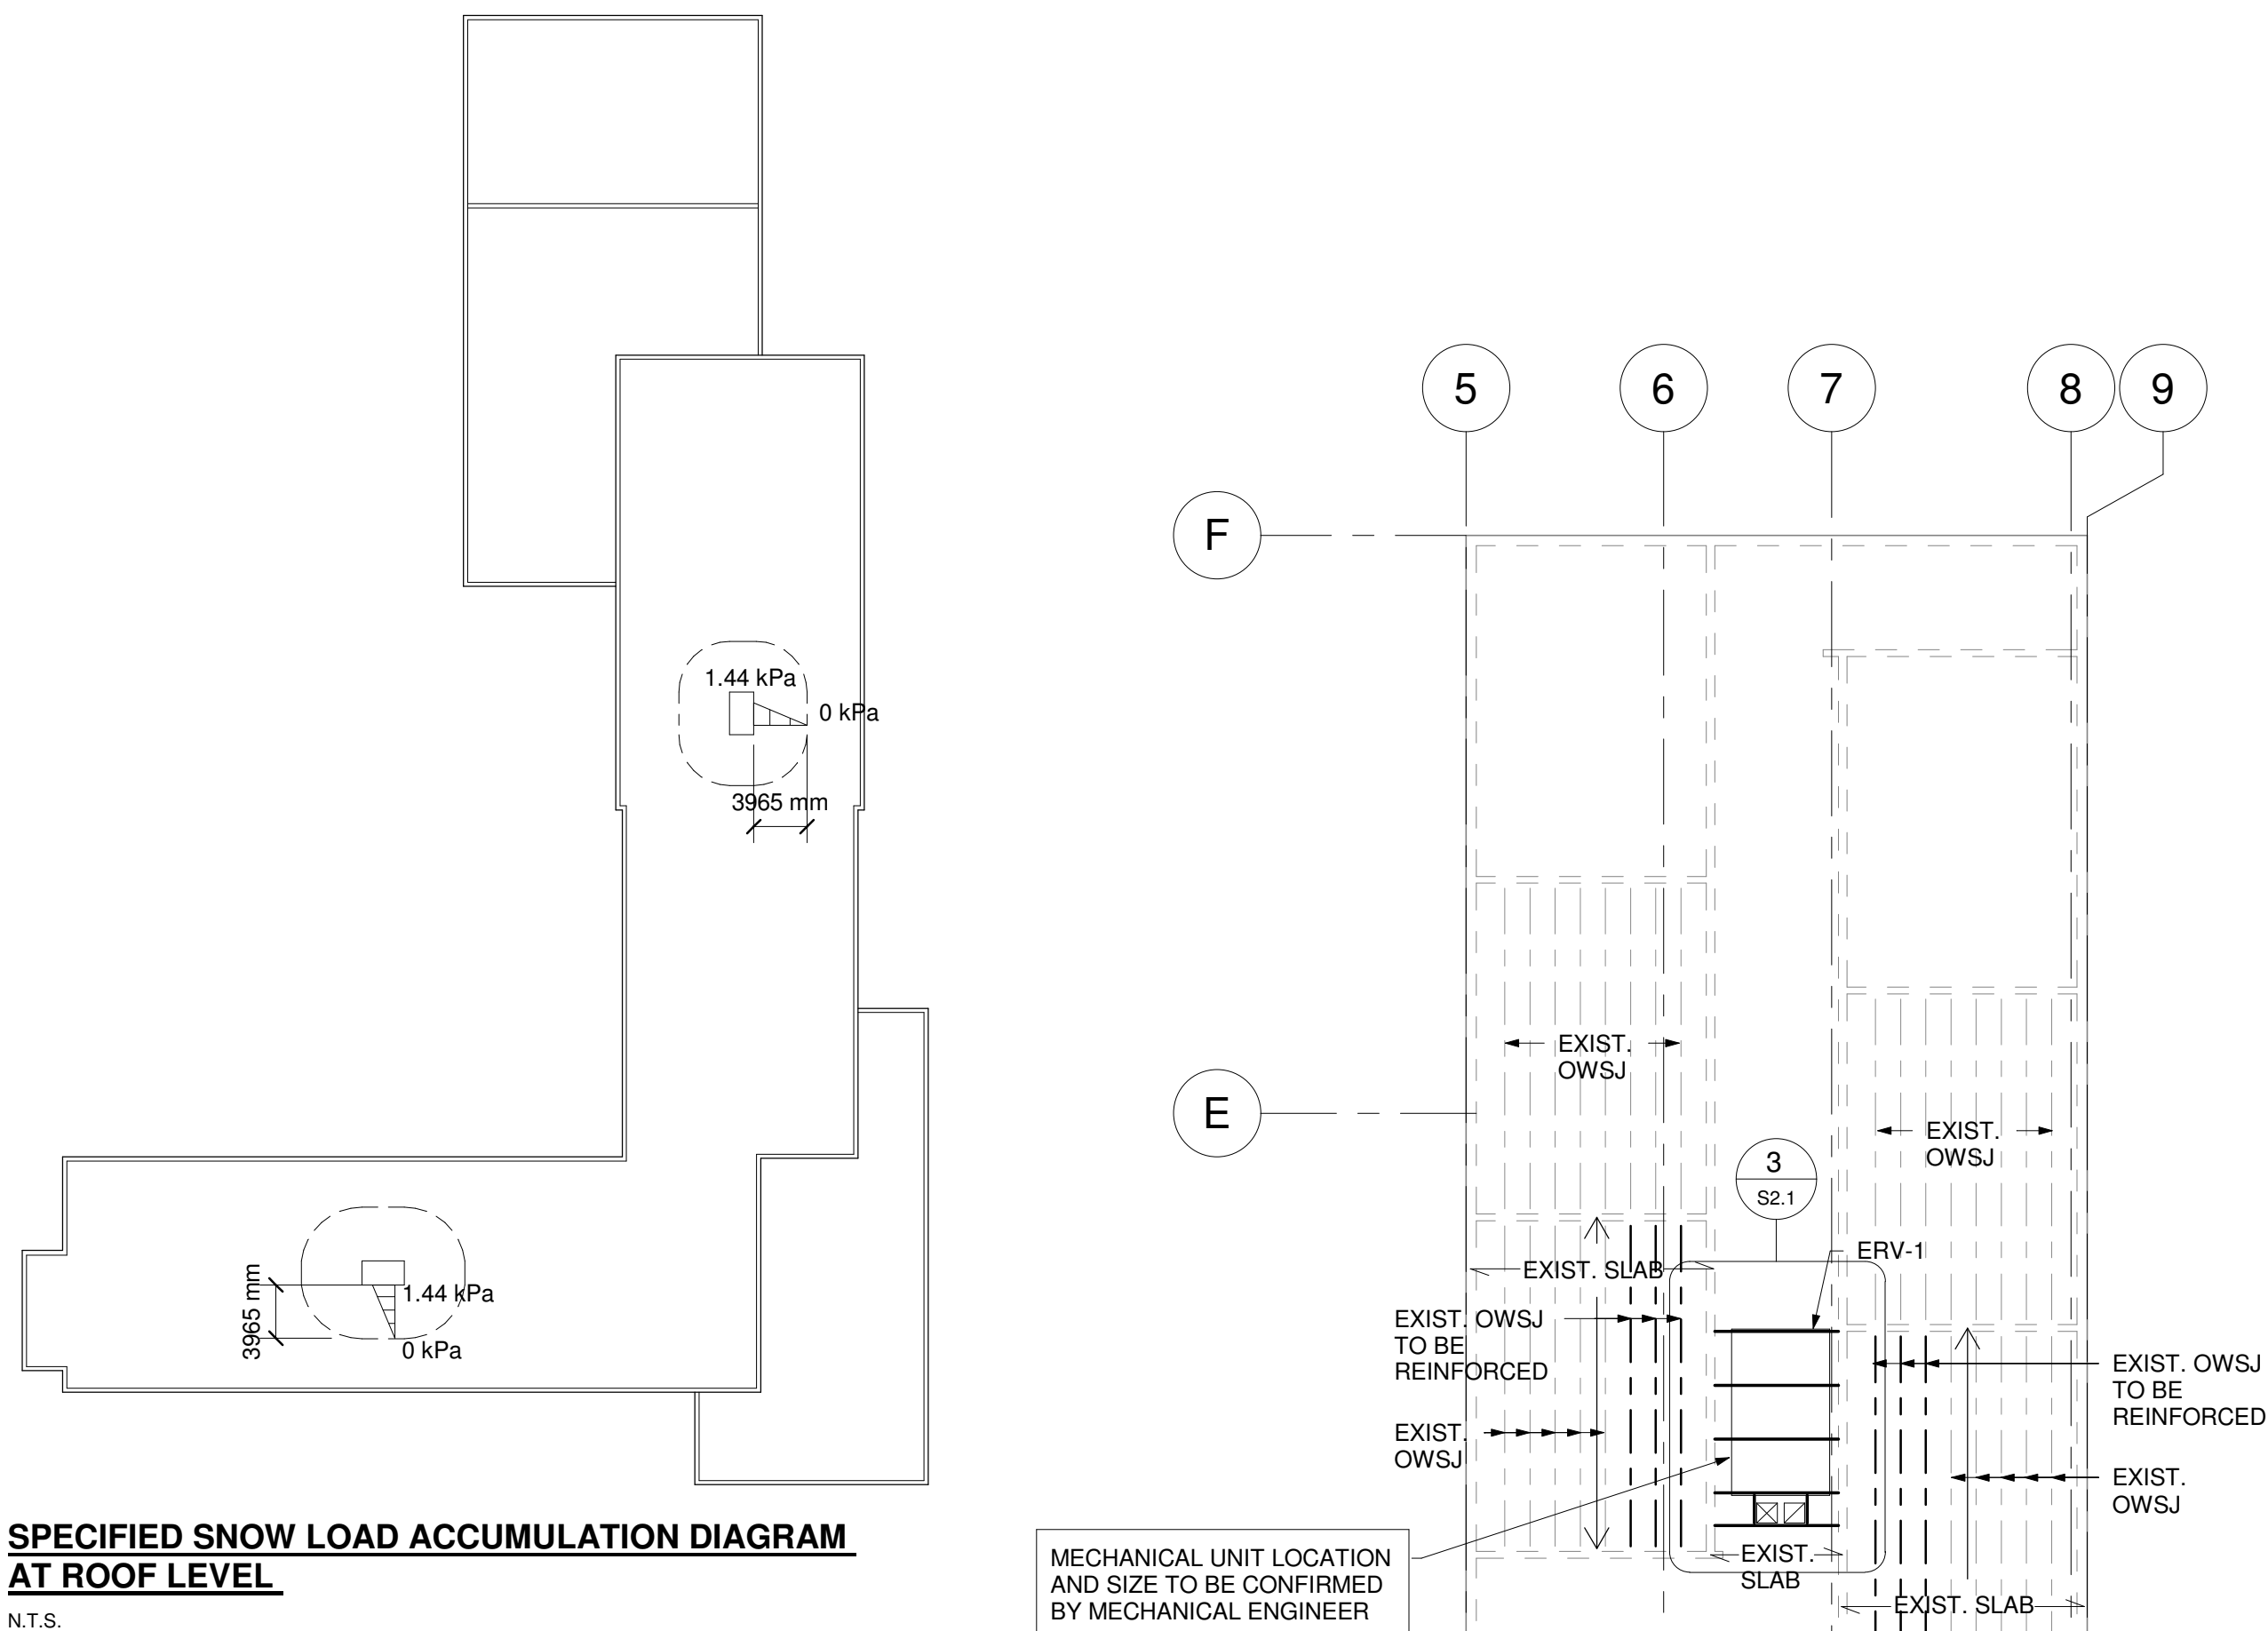 1.44 kPa
0 kPa
3965 mm
3965 mm
1.44 kPa
0 kPa
SPECIFIED SNOW LOAD ACCUMULATION DIAGRAM
AT ROOF LEVEL
N.T.S.
5
6
7
8
9
F
E
EXIST.
OWSJ
EXIST.
OWSJ
3
S2.1
ERV-1
EXIST. SLAB
EXIST. OWSJ
TO BE
REINFORCED
EXIST.
OWSJ
EXIST. OWSJ
TO BE
REINFORCED
EXIST.
OWSJ
MECHANICAL UNIT LOCATION
AND SIZE TO BE CONFIRMED
BY MECHANICAL ENGINEER
EXIST.
SLAB
EXIST. SLAB